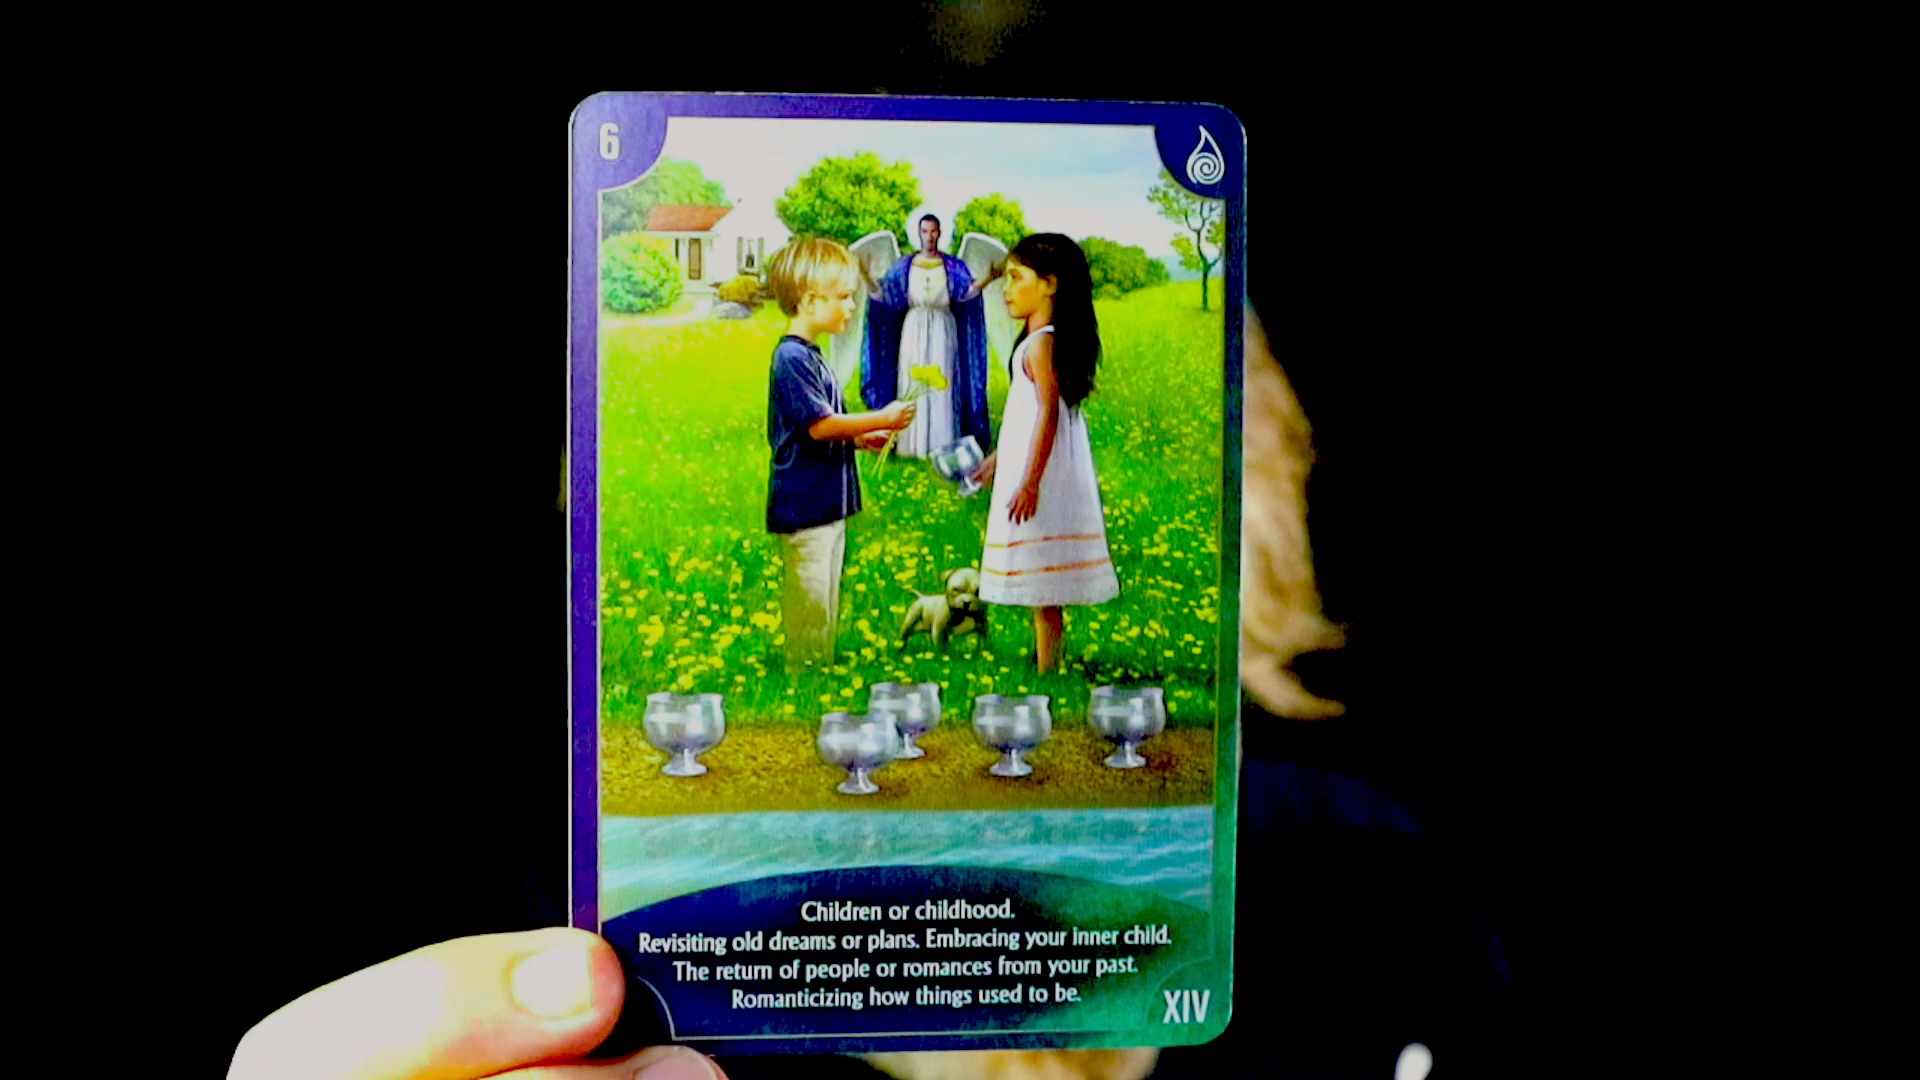 6
Children or childhood.
Revisiting old dreams or plans. Embracing your inner child.
The return of people or romances from your past.
Romanticizing how things used to be.
XIV